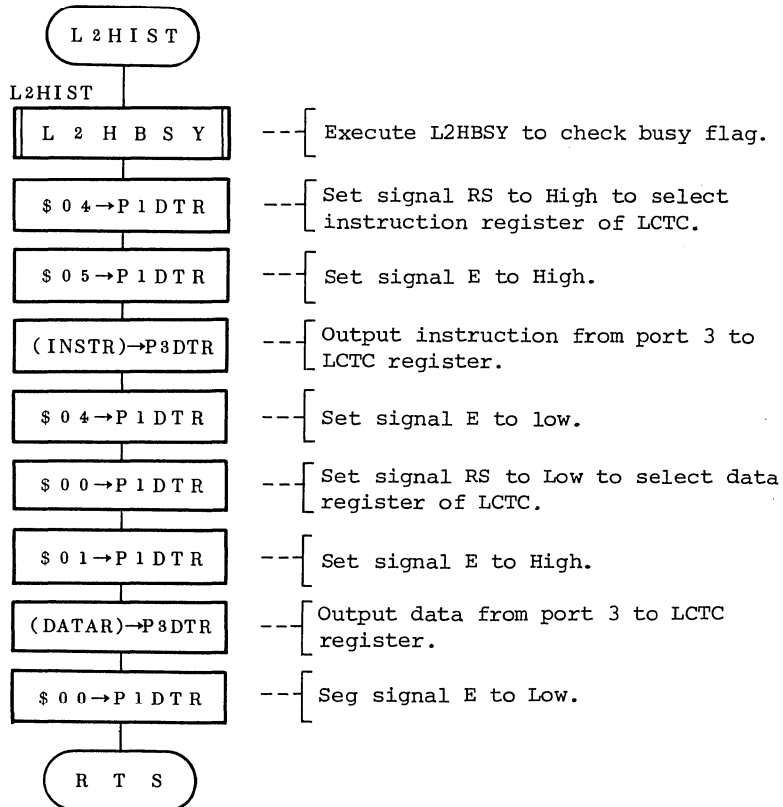 L2HIST
L2HIST
L2HBSY
Execute L2HBSY to check busy flag.
$04→P1DTR
Set signal RS to High to select
instruction register of LCTC.
$05→P1DTR
Set signal E to High.
(INSTR)→P3DTR
Output instruction from port 3 to
LCTC register.
$04→P1DTR
Set signal E to low.
$00→P1DTR
Set signal RS to Low to select data
register of LCTC.
$01→P1DTR
Set signal E to High.
(DATAR)→P3DTR
Output data from port 3 to LCTC
register.
$00→P1DTR
Seg signal E to Low.
RTS